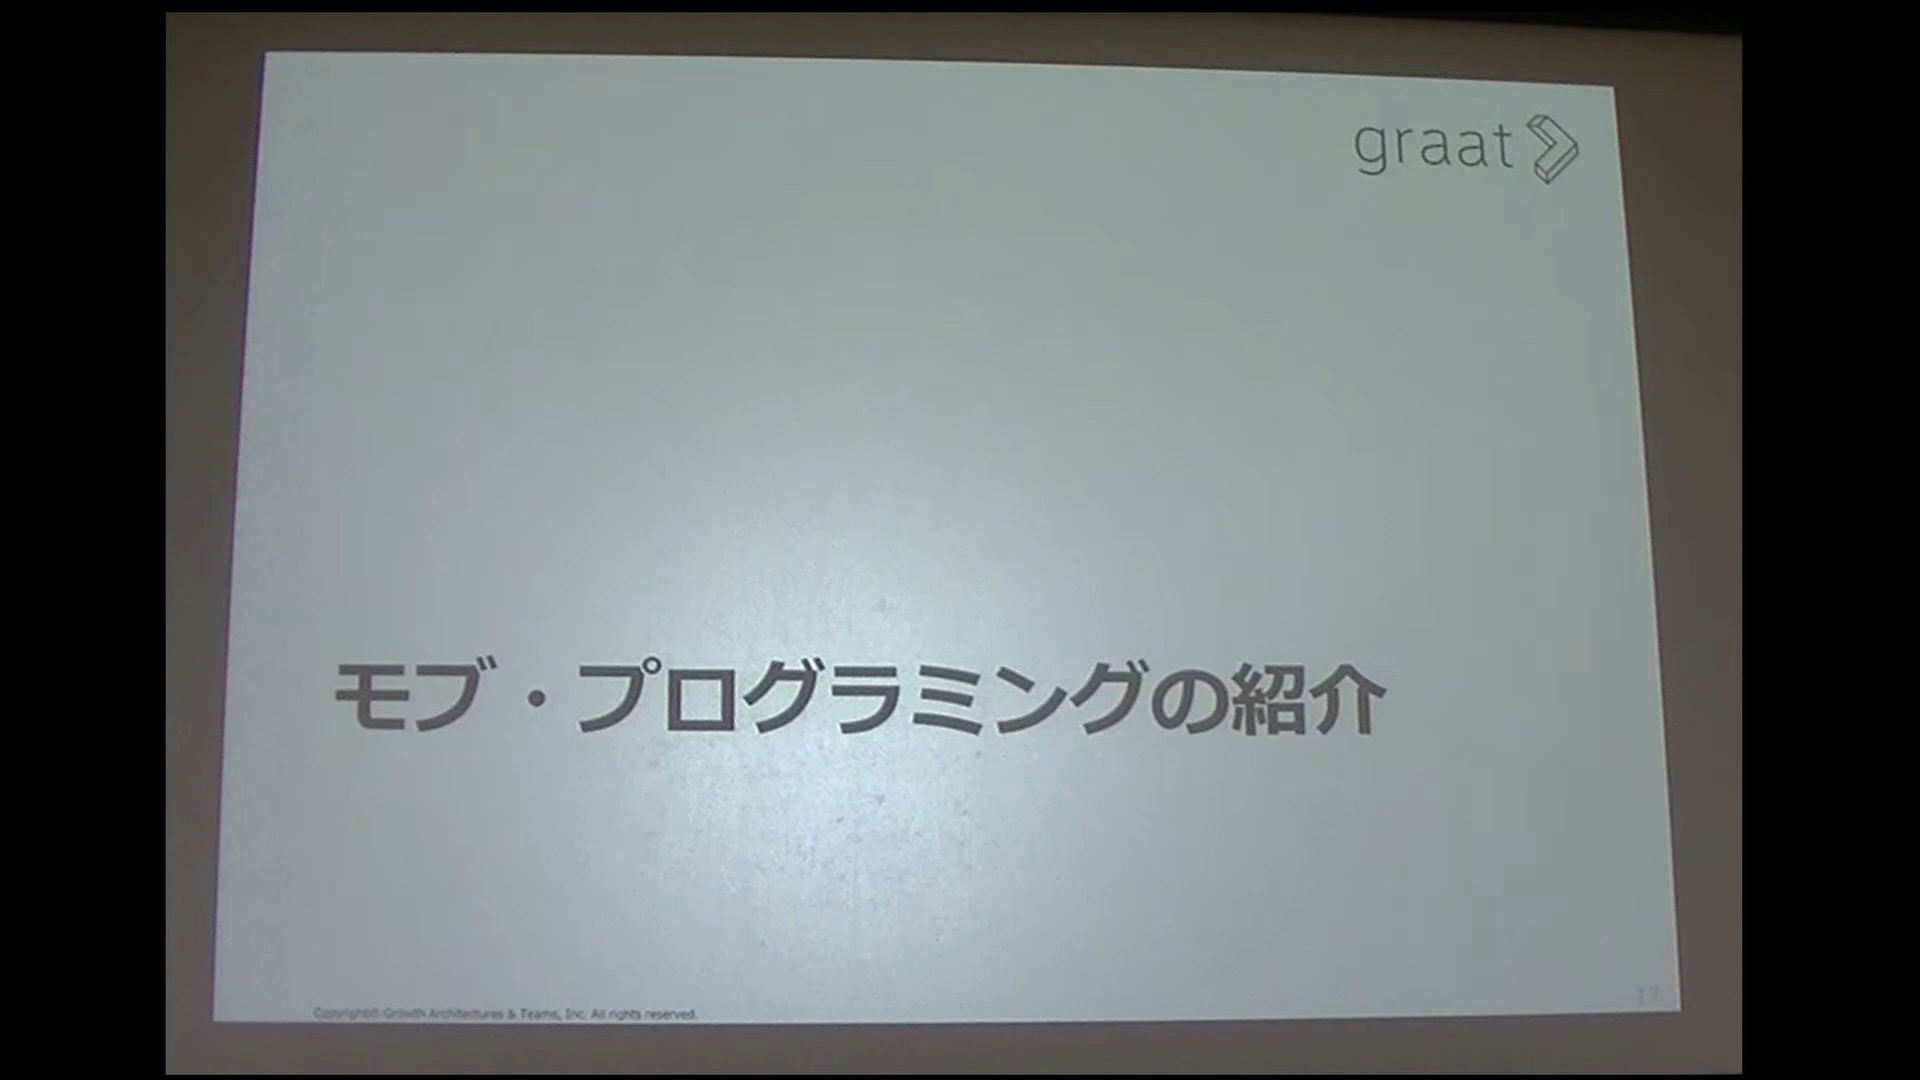 graat
モブ・プログラミングの紹介
Copyright© Growth Architectures & Teams, Inc. All rights reserved.
17